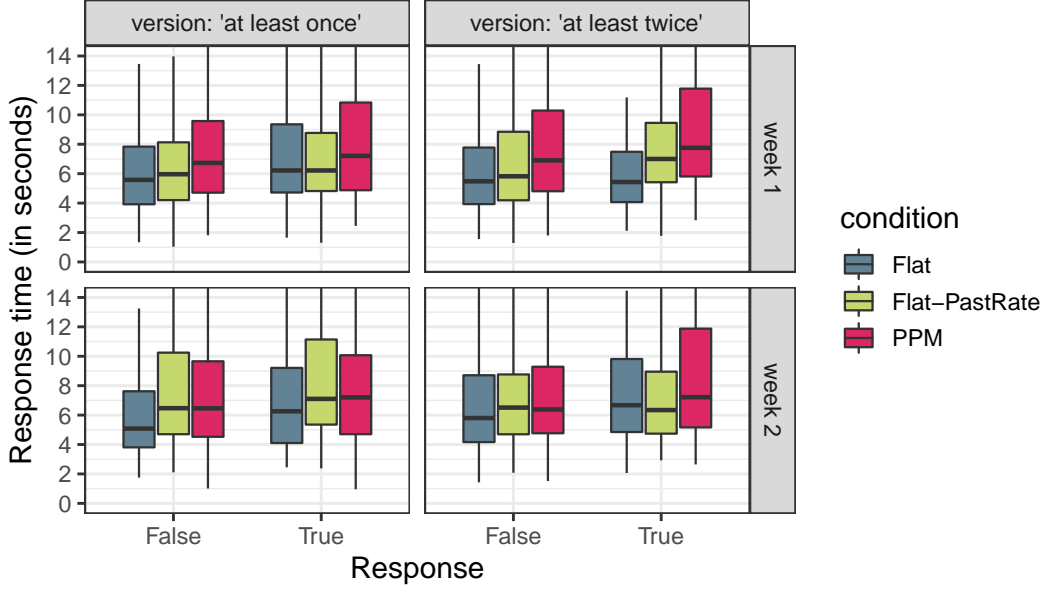 version: 'at least once'
version: 'at least twice'
14
12
10
8
6
4
2
0
week 1
14
12
10
8
6
4
2
0
week 2
Response time (in seconds)
False
True
False
True
Response
condition
Flat
Flat−PastRate
PPM